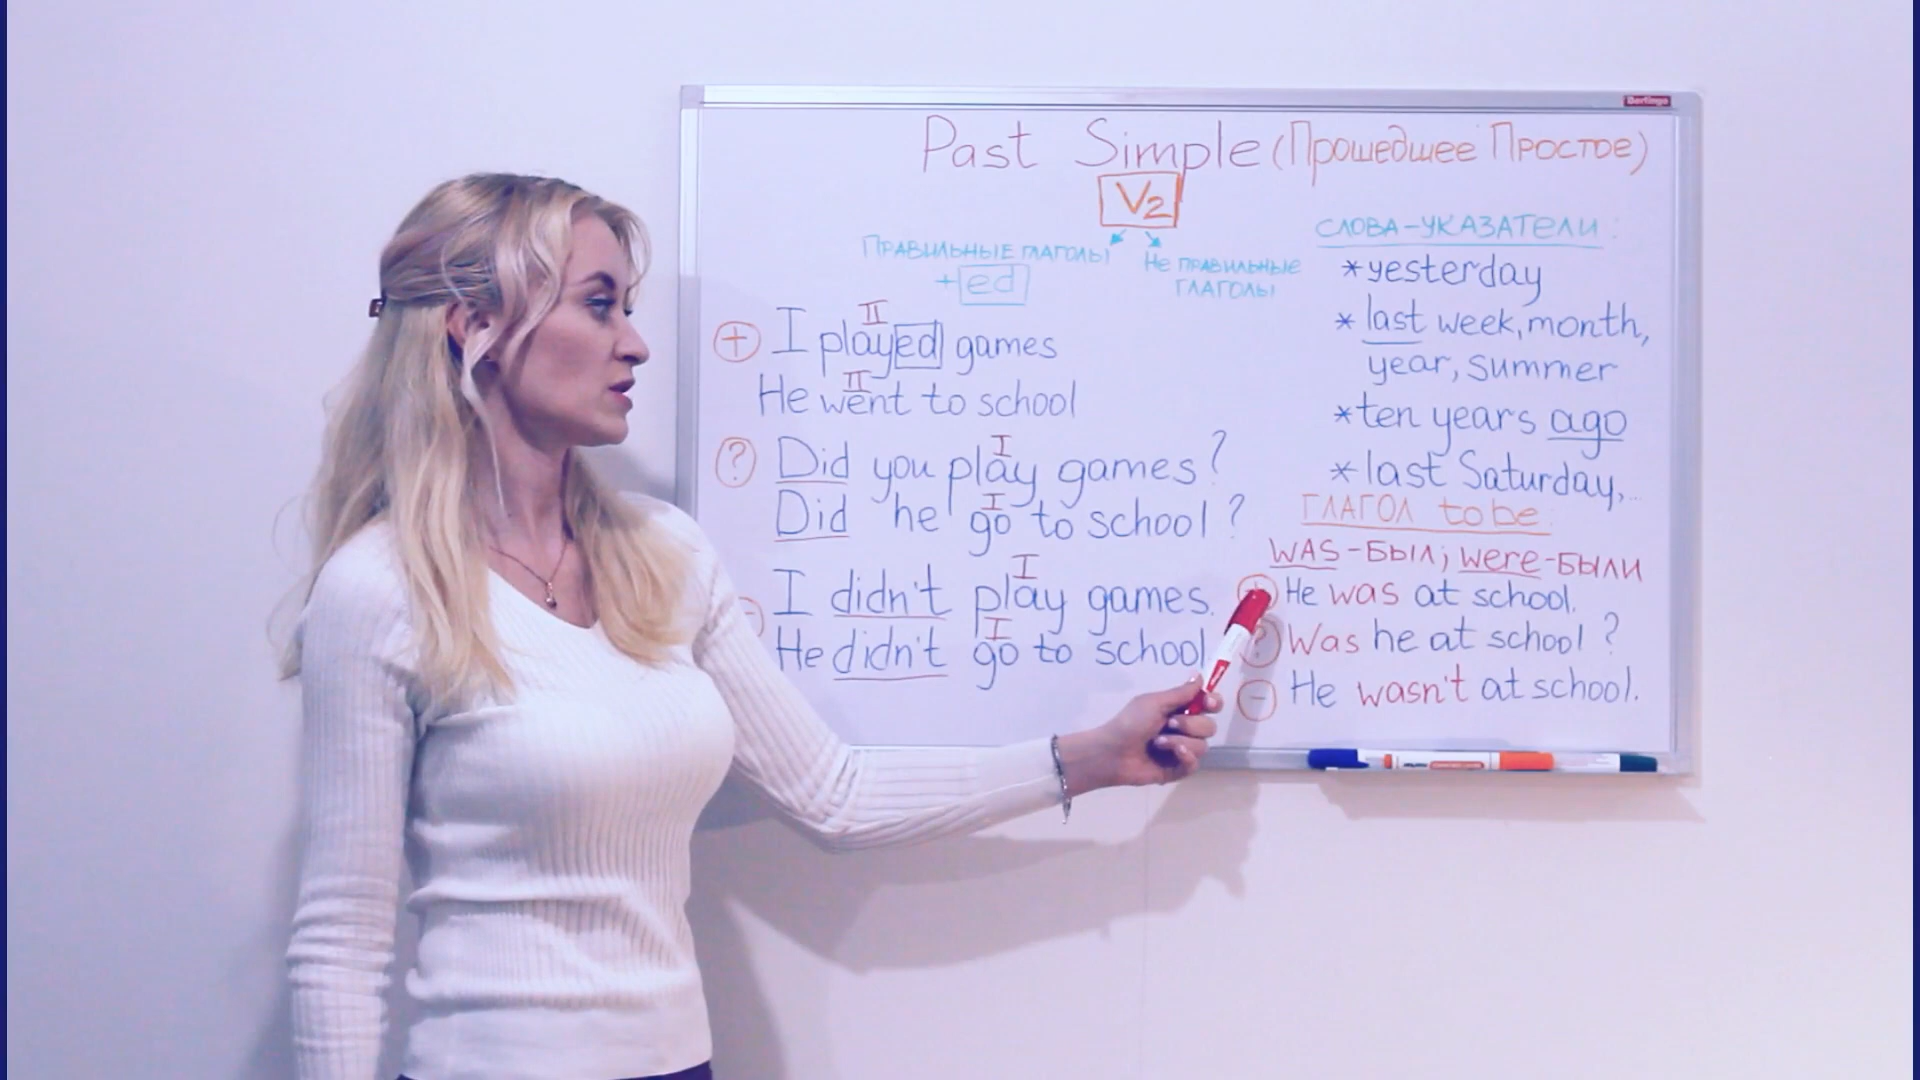 Berlingo
Past Simple (Прошедшее Простое)
V2
Правильные глаголы
+ ed
Не правильные
глаголы
II
+ I played games
II
He went to school
I
? Did you play games?
I
Did he go to school?
I
- I didn't play games.
I
He didn't go to school.
Слова-указатели:
* yesterday
* last week, month,
year, summer
* ten years ago
* last Saturday,...
Глагол to be:
was-был; were-были
+ He was at school.
? Was he at school?
- He wasn't at school.